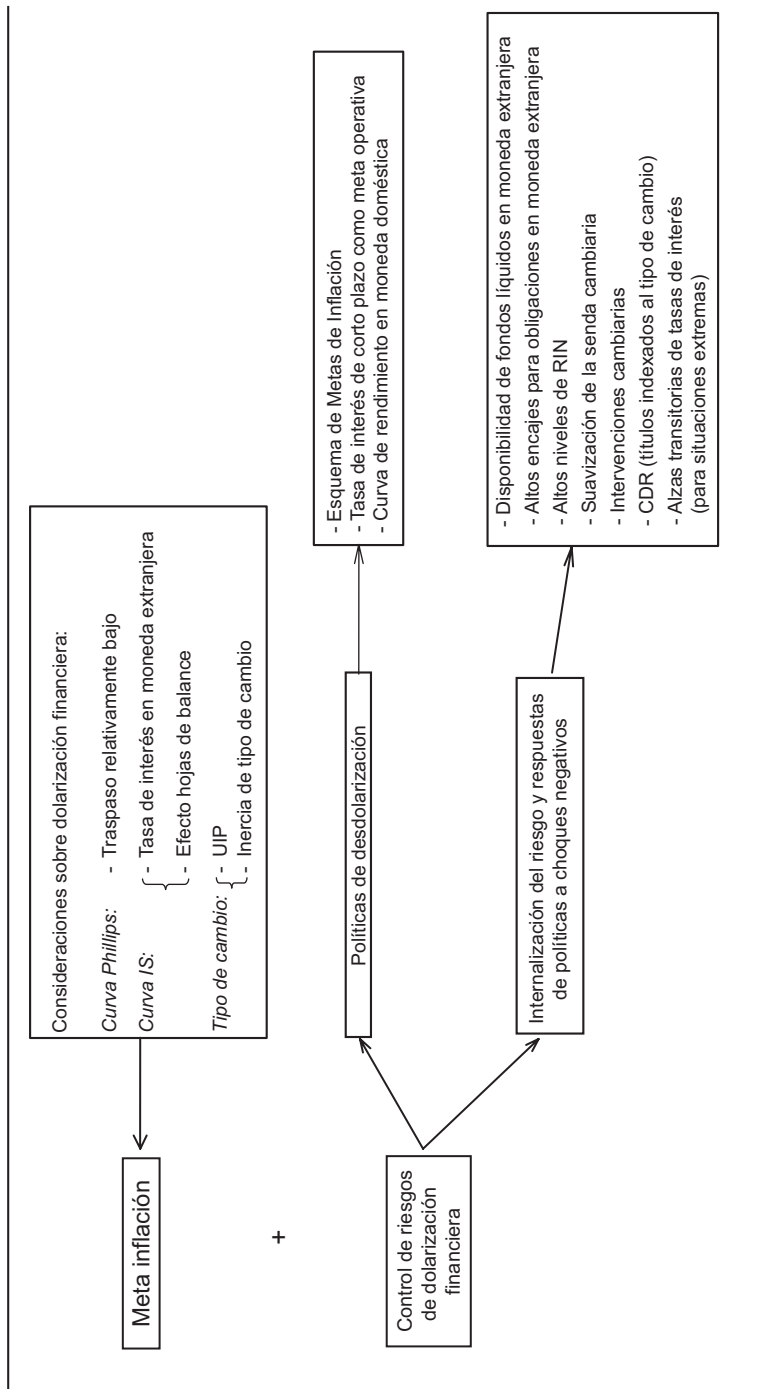 Meta inflación
Consideraciones sobre dolarización financiera:
Curva Phillips: - Traspaso relativamente bajo
Curva IS: - Tasa de interés en moneda extranjera
- Efecto hojas de balance
Tipo de cambio: - UIP
- Inercia de tipo de cambio
+
Control de riesgos
de dolarización
financiera
Políticas de desdolarización
- Esquema de Metas de Inflación
- Tasa de interés de corto plazo como meta operativa
- Curva de rendimiento en moneda doméstica
Internalización del riesgo y respuestas
de políticas a choques negativos
- Disponibilidad de fondos líquidos en moneda extranjera
- Altos encajes para obligaciones en moneda extranjera
- Altos niveles de RIN
- Suavización de la senda cambiaria
- Intervenciones cambiarias
- CDR (títulos indexados al tipo de cambio)
- Alzas transitorias de tasas de interés
(para situaciones extremas)